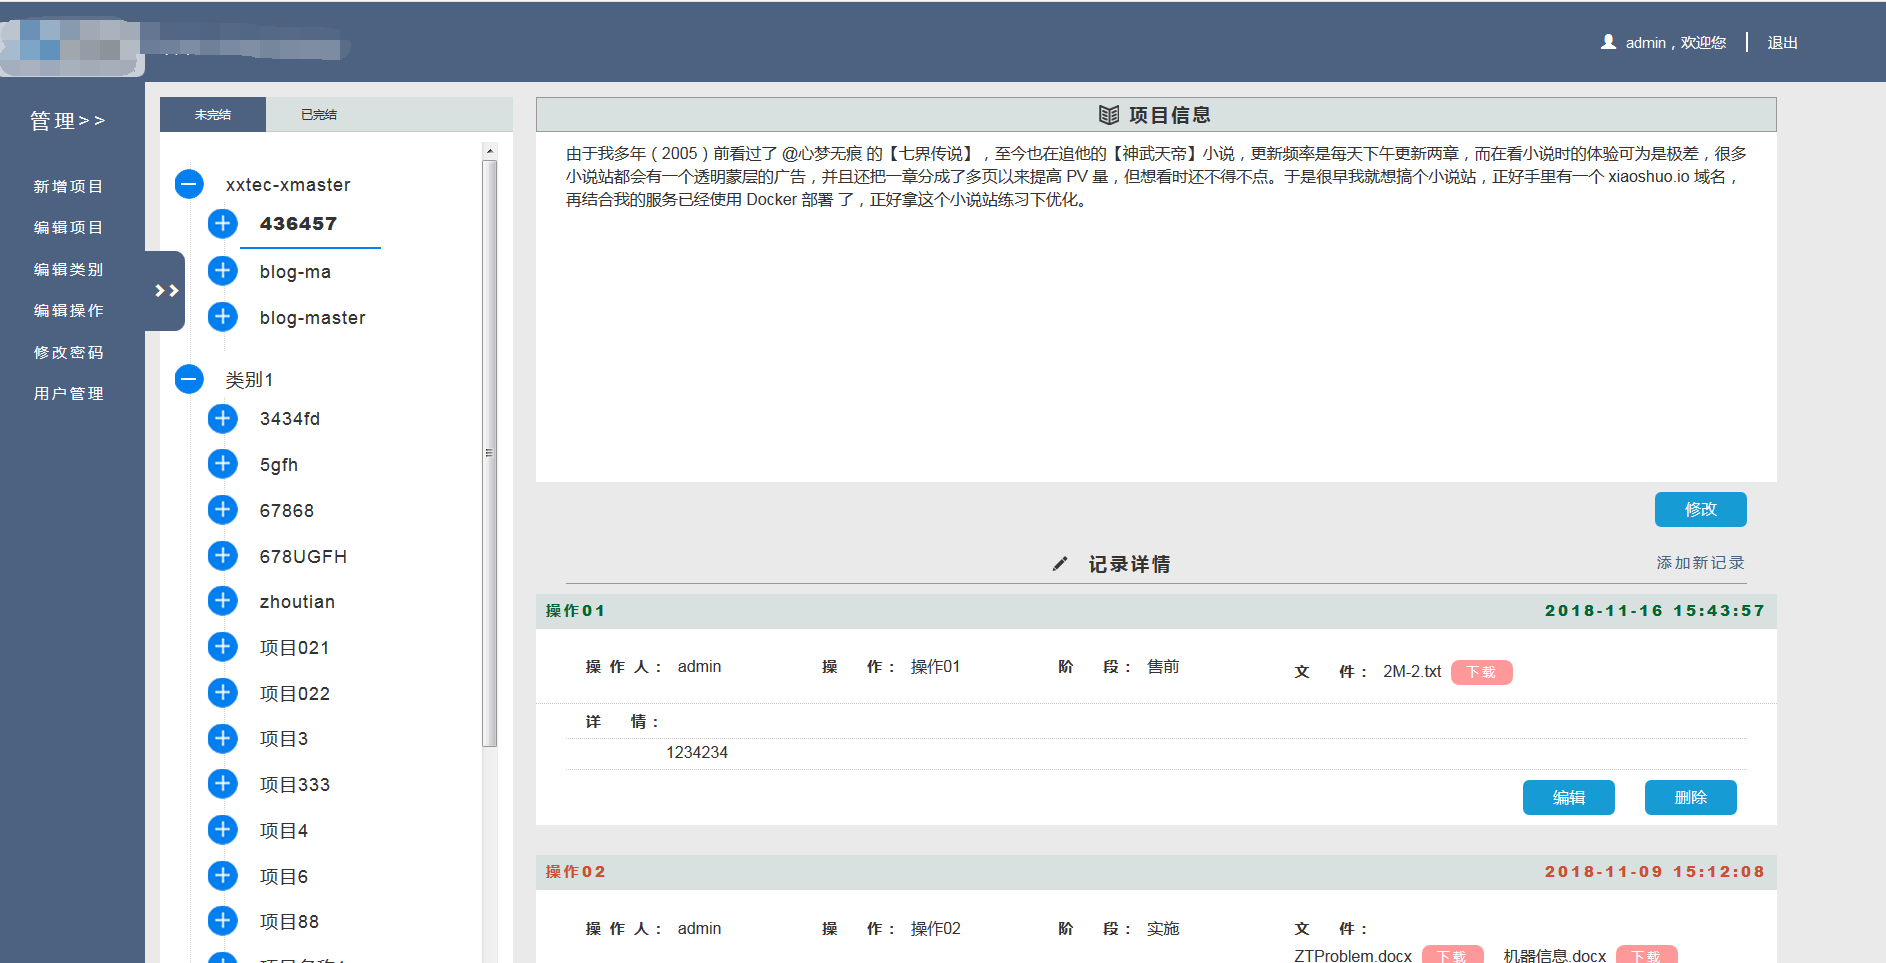 admin , 欢迎您
退出
管理>>
新增项目
编辑项目
编辑类别
编辑操作
修改密码
用户管理
>>
未完结
已完结
xxtec-xmaster
436457
blog-ma
blog-master
类别1
3434fd
5gfh
67868
678UGFH
zhoutian
项目021
项目022
项目3
项目333
项目4
项目6
项目88
项目信息
由于我多年（2005）前看过了 @心梦无痕 的【七界传说】，至今也在追他的【神武天帝】小说，更新频率是每天下午更新两章，而在看小说时的体验可为是极差，很多
小说站都会有一个透明蒙层的广告，并且还把一章分成了多页以来提高 PV 量，但想看时还不得不点。于是很早我就想搞个小说站，正好手里有一个 xiaoshuo.io 域名，
再结合我的服务已经使用 Docker 部署 了，正好拿这个小说站练习下优化。
修改
记录详情
添加新记录
操作01
2018-11-16 15:43:57
操 作 人： admin
操 作： 操作01
阶 段： 售前
文 件： 2M-2.txt 下载
详 情：
1234234
编辑
删除
操作02
2018-11-09 15:12:08
操 作 人： admin
操 作： 操作02
阶 段： 实施
文 件：
ZTProblem.docx 下载 机器信息.docx 下载